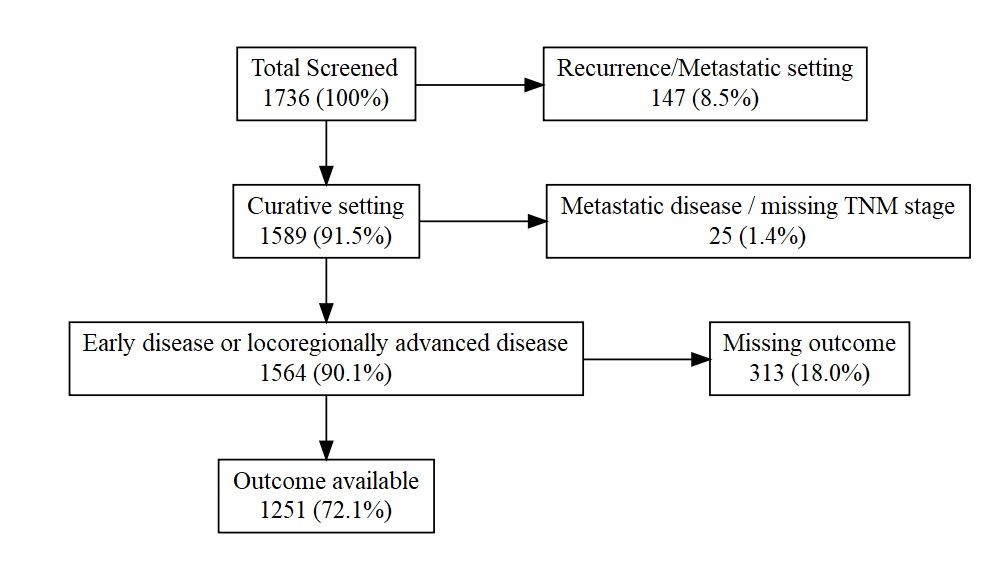 Total Screened
1736 (100%)
Recurrence/Metastatic setting
147 (8.5%)
Curative setting
1589 (91.5%)
Metastatic disease / missing TNM stage
25 (1.4%)
Early disease or locoregionally advanced disease
1564 (90.1%)
Missing outcome
313 (18.0%)
Outcome available
1251 (72.1%)